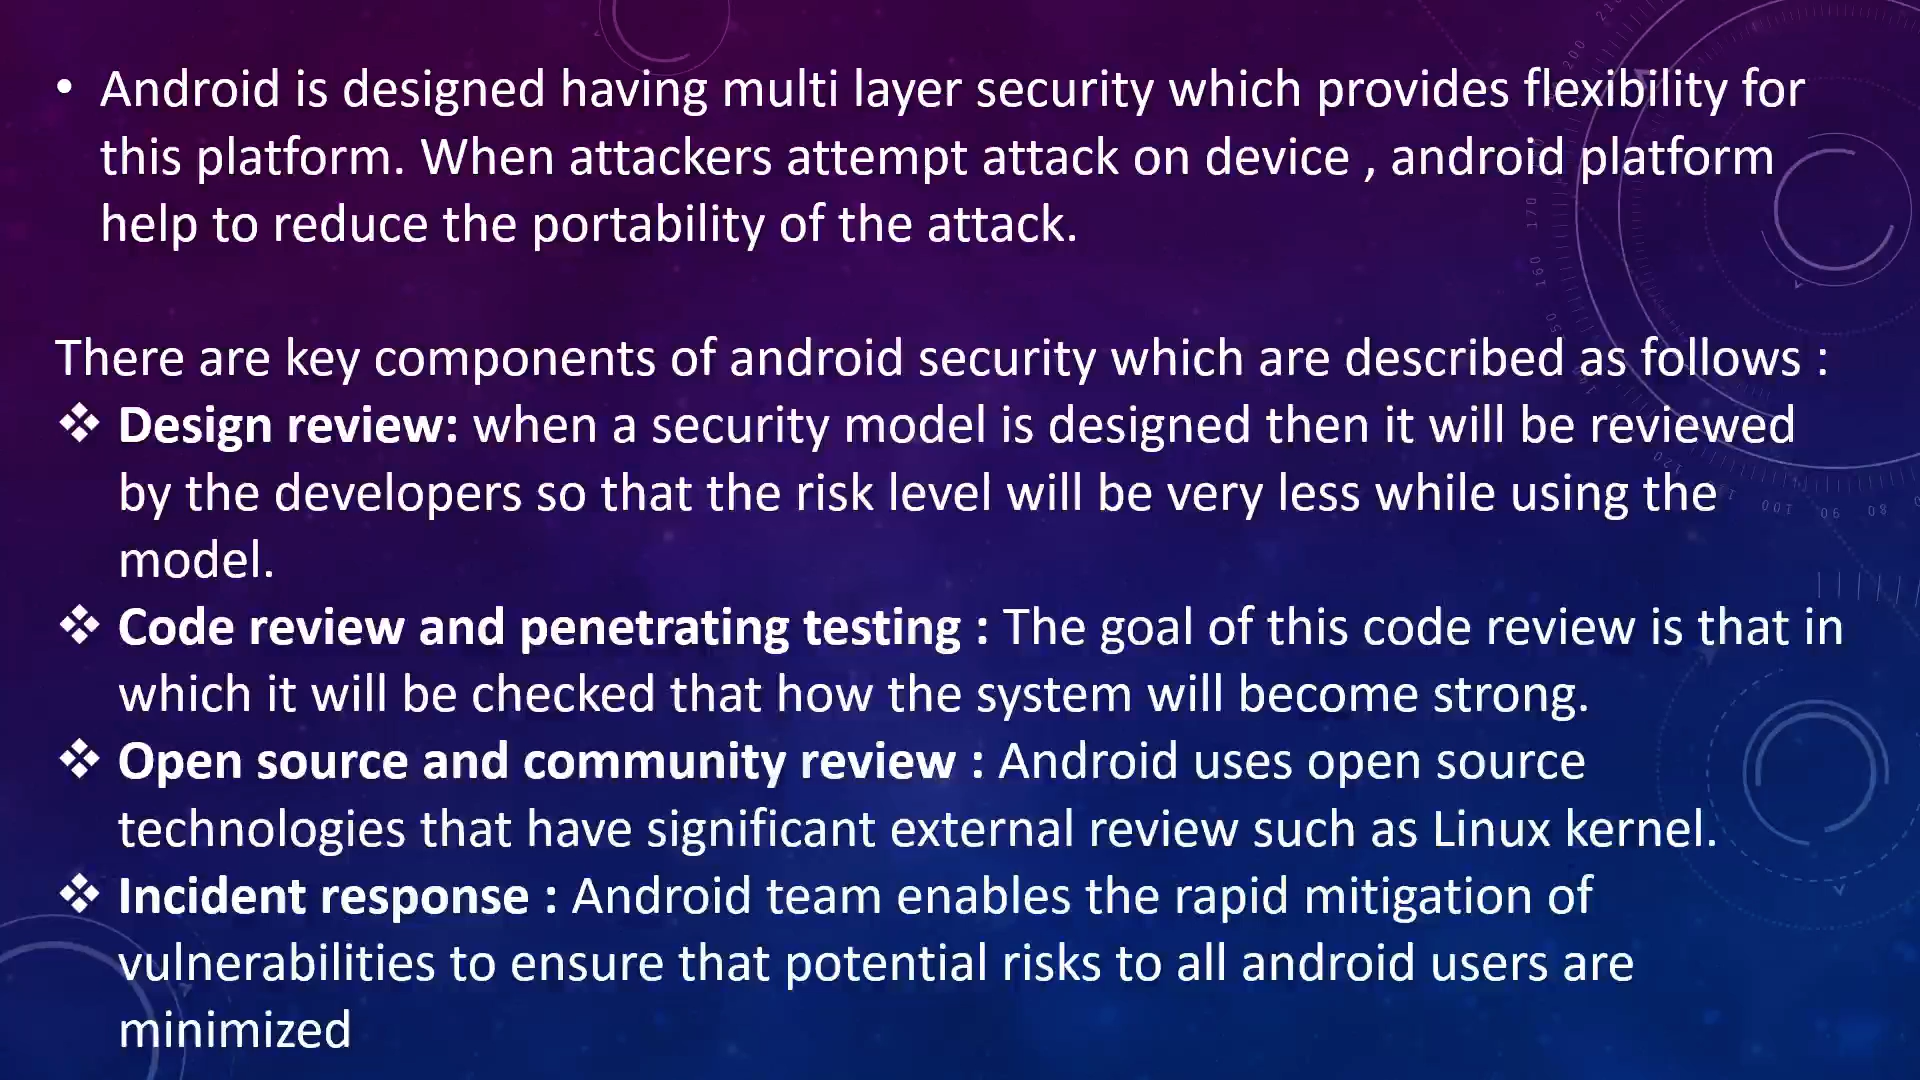 • Android is designed having multi layer security which provides flexibility for
this platform. When attackers attempt attack on device , android platform
help to reduce the portability of the attack.
There are key components of android security which are described as follows :
❖ Design review: when a security model is designed then it will be reviewed
by the developers so that the risk level will be very less while using the
model.
❖ Code review and penetrating testing : The goal of this code review is that in
which it will be checked that how the system will become strong.
❖ Open source and community review : Android uses open source
technologies that have significant external review such as Linux kernel.
❖ Incident response : Android team enables the rapid mitigation of
vulnerabilities to ensure that potential risks to all android users are
minimized